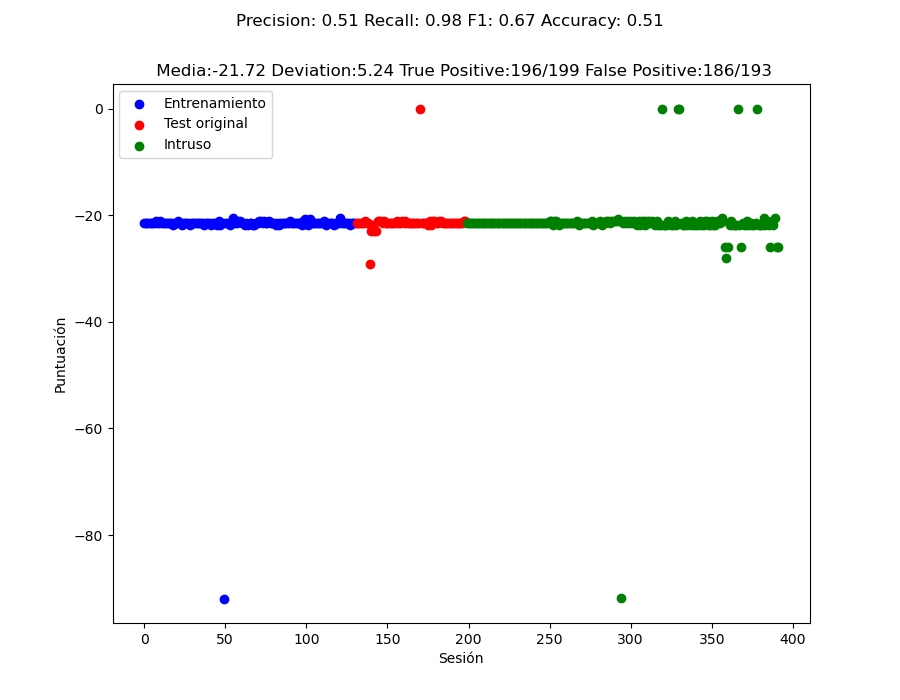 Precision: 0.51 Recall: 0.98 F1: 0.67 Accuracy: 0.51
Media:-21.72 Deviation:5.24 True Positive:196/199 False Positive:186/193
Entrenamiento
Test original
Intruso
0
−20
−40
−60
−80
Puntuación
0 50 100 150 200 250 300 350 400
Sesión